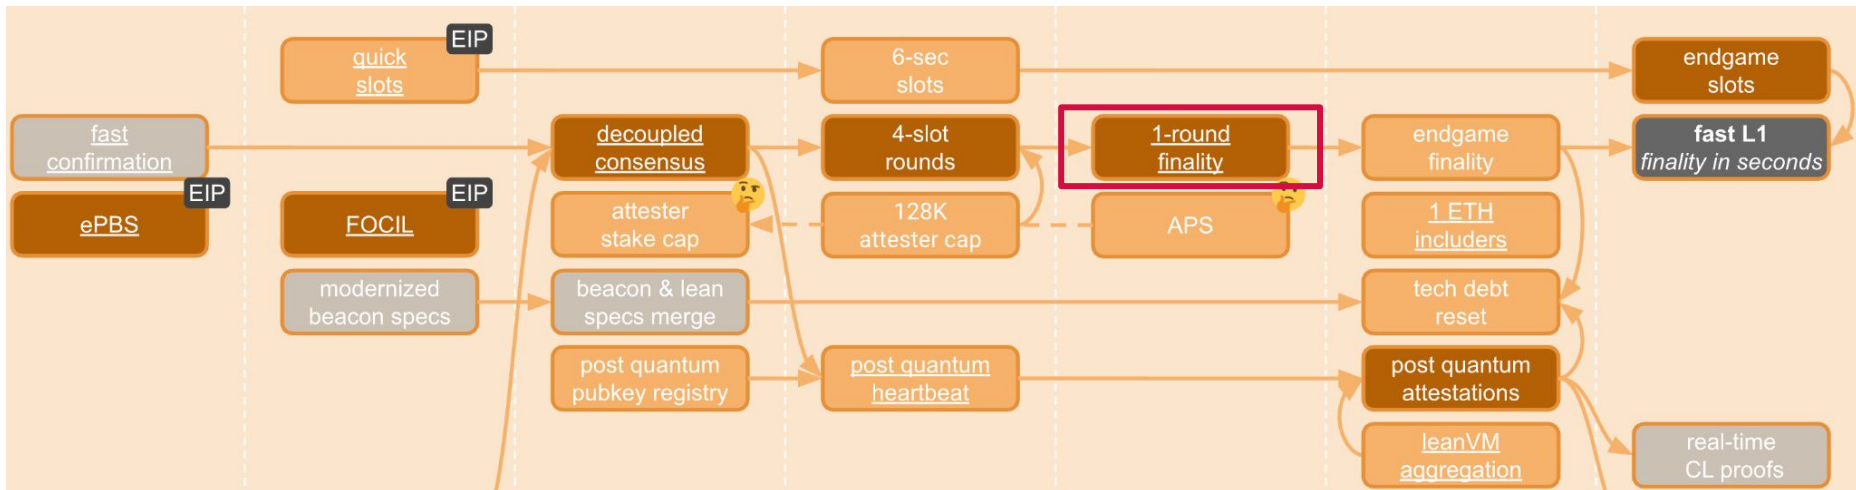 quick
slots
EIP
6-sec
slots
endgame
slots
fast
confirmation
decoupled
consensus
4-slot
rounds
1-round
finality
endgame
finality
fast L1
finality in seconds
ePBS
EIP
FOCIL
EIP
attester
stake cap
128K
attester cap
APS
1 ETH
includers
modernized
beacon specs
beacon & lean
specs merge
tech debt
reset
post quantum
pubkey registry
post quantum
heartbeat
post quantum
attestations
leanVM
aggregation
real-time
CL proofs